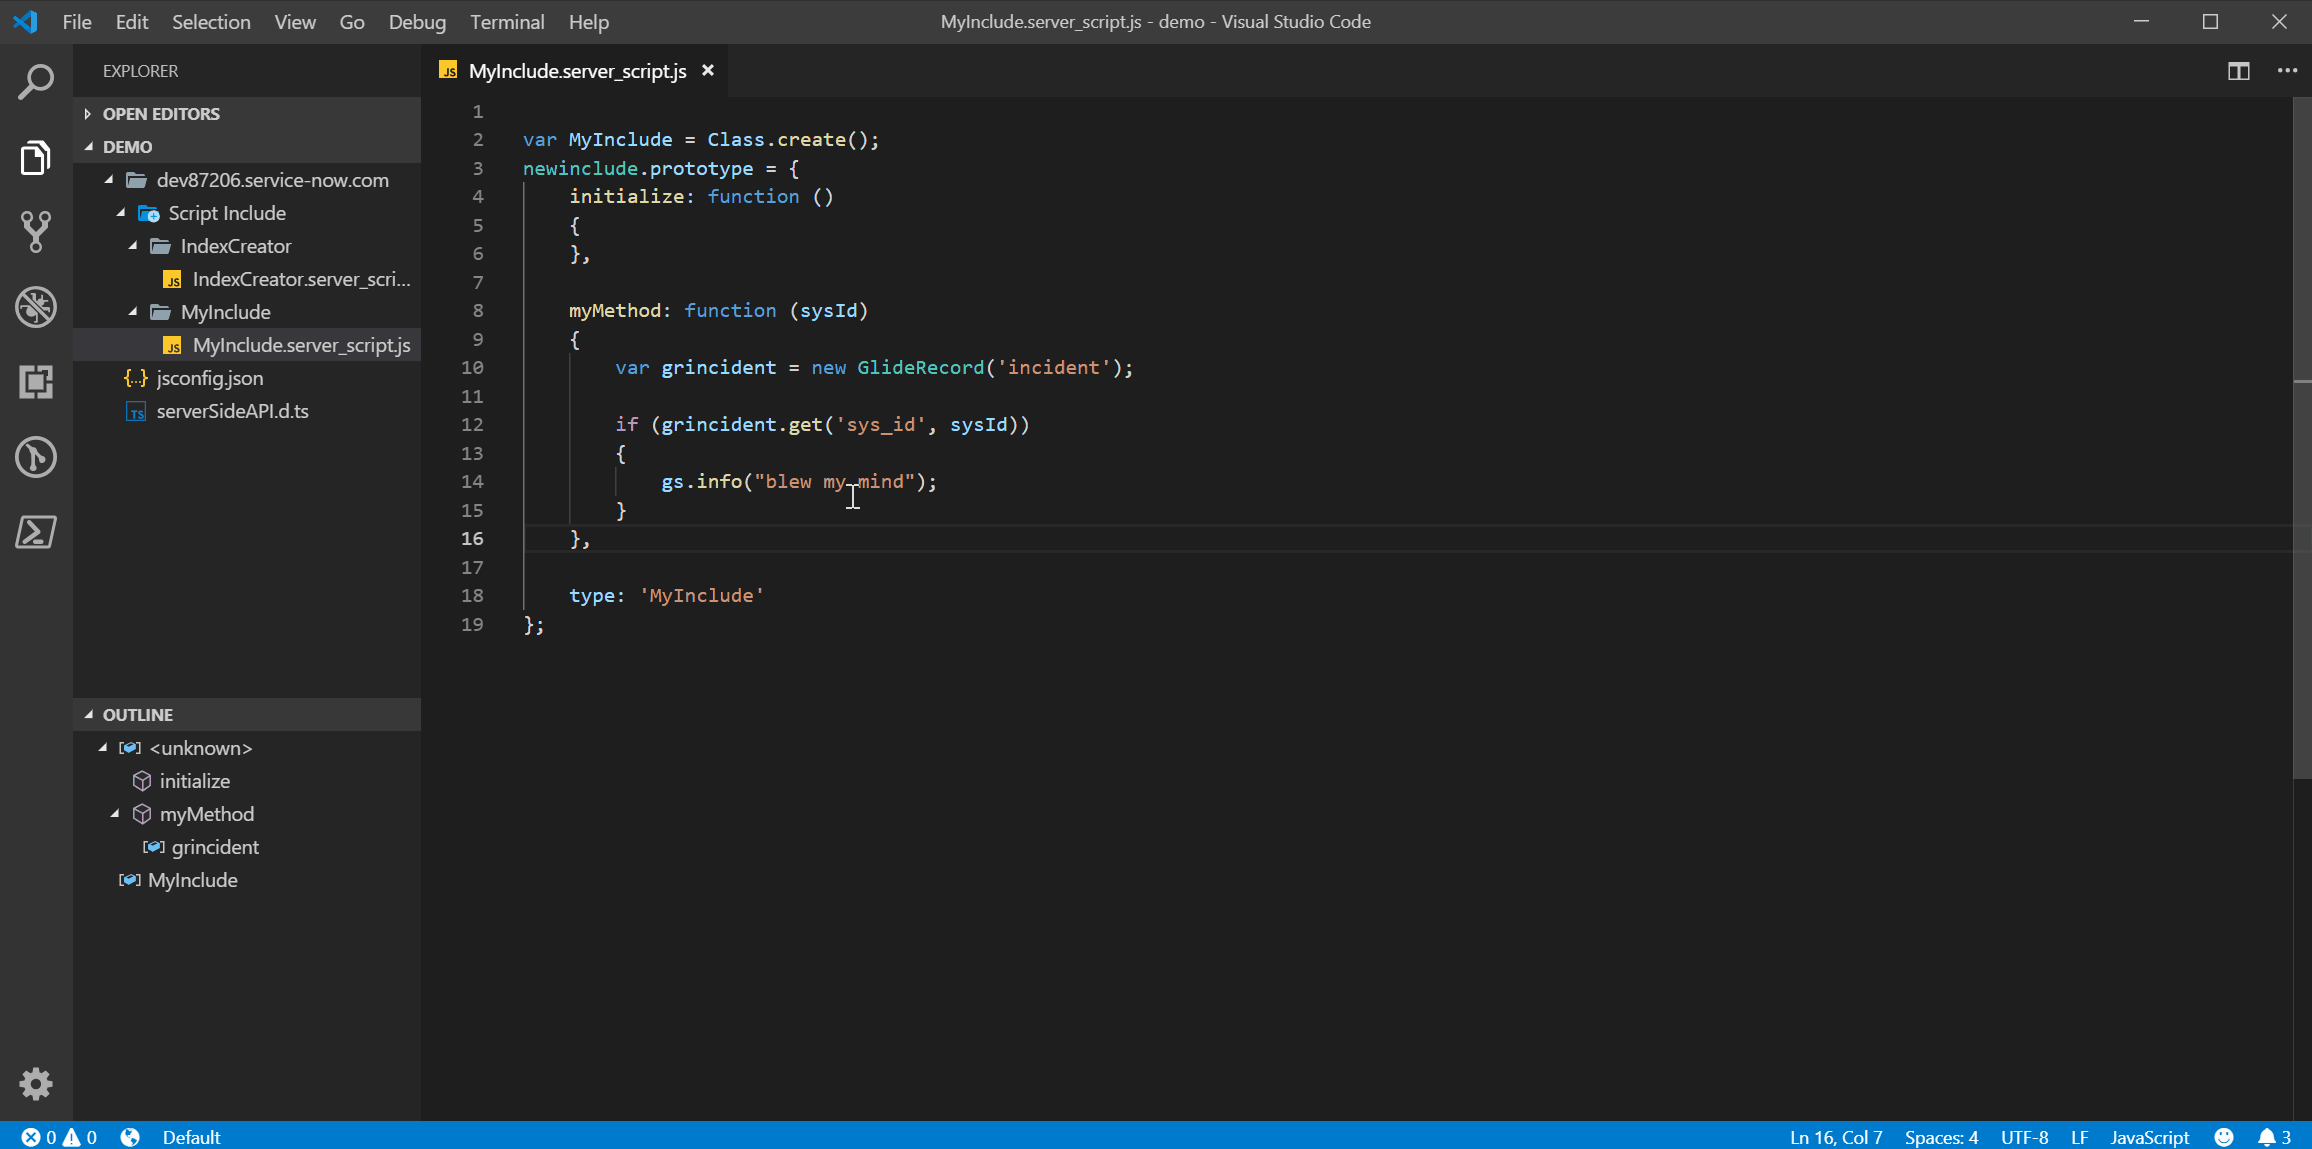 File Edit Selection View Go Debug Terminal Help
MyInclude.server_script.js - demo - Visual Studio Code
EXPLORER
OPEN EDITORS
DEMO
dev87206.service-now.com
Script Include
IndexCreator
JS IndexCreator.server_scri...
MyInclude
JS MyInclude.server_script.js
{..} jsconfig.json
TS serverSideAPI.d.ts
OUTLINE
<unknown>
initialize
myMethod
grincident
MyInclude
JS MyInclude.server_script.js
1
2 var MyInclude = Class.create();
3 newinclude.prototype = {
4 initialize: function ()
5 {
6 },
7
8 myMethod: function (sysId)
9 {
10 var grincident = new GlideRecord('incident');
11
12 if (grincident.get('sys_id', sysId))
13 {
14 gs.info("blew my mind");
15 }
16 },
17
18 type: 'MyInclude'
19 };
0 0 Default
Ln 16, Col 7 Spaces: 4 UTF-8 LF JavaScript 3